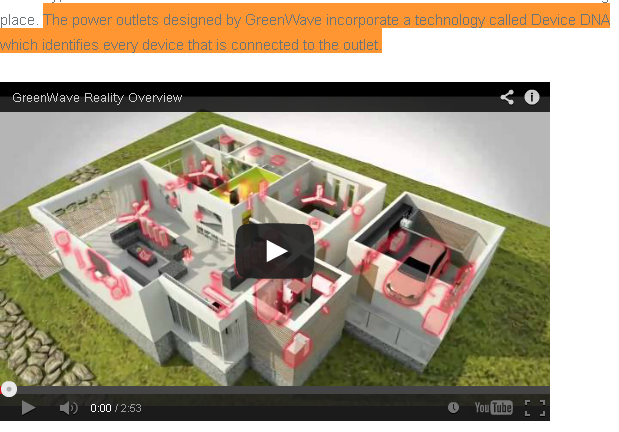 place. The power outlets designed by GreenWave incorporate a technology called Device DNA
which identifies every device that is connected to the outlet.
GreenWave Reality Overview
0:00 / 2:53
YouTube